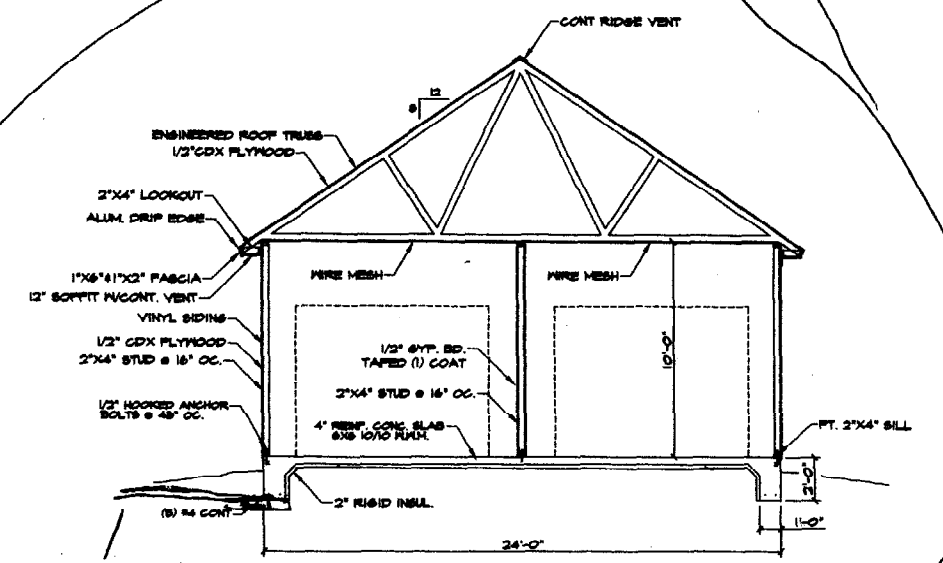 CONT RIDGE VENT
12
8
ENGINEERED ROOF TRUSS
1/2"CDX PLYWOOD
2"X4" LOOKOUT
ALUM. DRIP EDGE
1"X6"&1"X2" FASCIA
12" SOFFIT W/CONT. VENT
WIRE MESH
WIRE MESH
VINYL SIDING
1/2" CDX PLYWOOD
2"X4" STUD @ 16" OC.
1/2" GYP. BD.
TAPED (1) COAT
10'-0"
2"X4" STUD @ 16" OC.
1/2" HOOKED ANCHOR
BOLTS @ 48" OC.
4" REINF. CONC. SLAB
6X6 10/10 W.W.M.
PT. 2"X4" SILL
2'-0"
2" RIGID INSUL.
#4 CONT
1'-0"
24'-0"